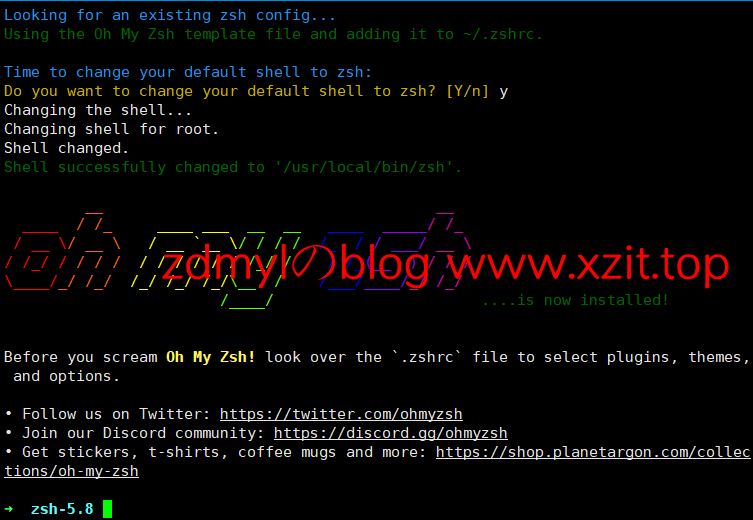 Looking for an existing zsh config...
Using the Oh My Zsh template file and adding it to ~/.zshrc.
Time to change your default shell to zsh:
Do you want to change your default shell to zsh? [Y/n] y
Changing the shell...
Changing shell for root.
Shell changed.
Shell successfully changed to '/usr/local/bin/zsh'.
oh my zsh
zdmylのblog www.xzit.top
....is now installed!
Before you scream Oh My Zsh! look over the `.zshrc` file to select plugins, themes,
and options.
• Follow us on Twitter: https://twitter.com/ohmyzsh
• Join our Discord community: https://discord.gg/ohmyzsh
• Get stickers, t-shirts, coffee mugs and more: https://shop.planetargon.com/collec
tions/oh-my-zsh
➜ zsh-5.8